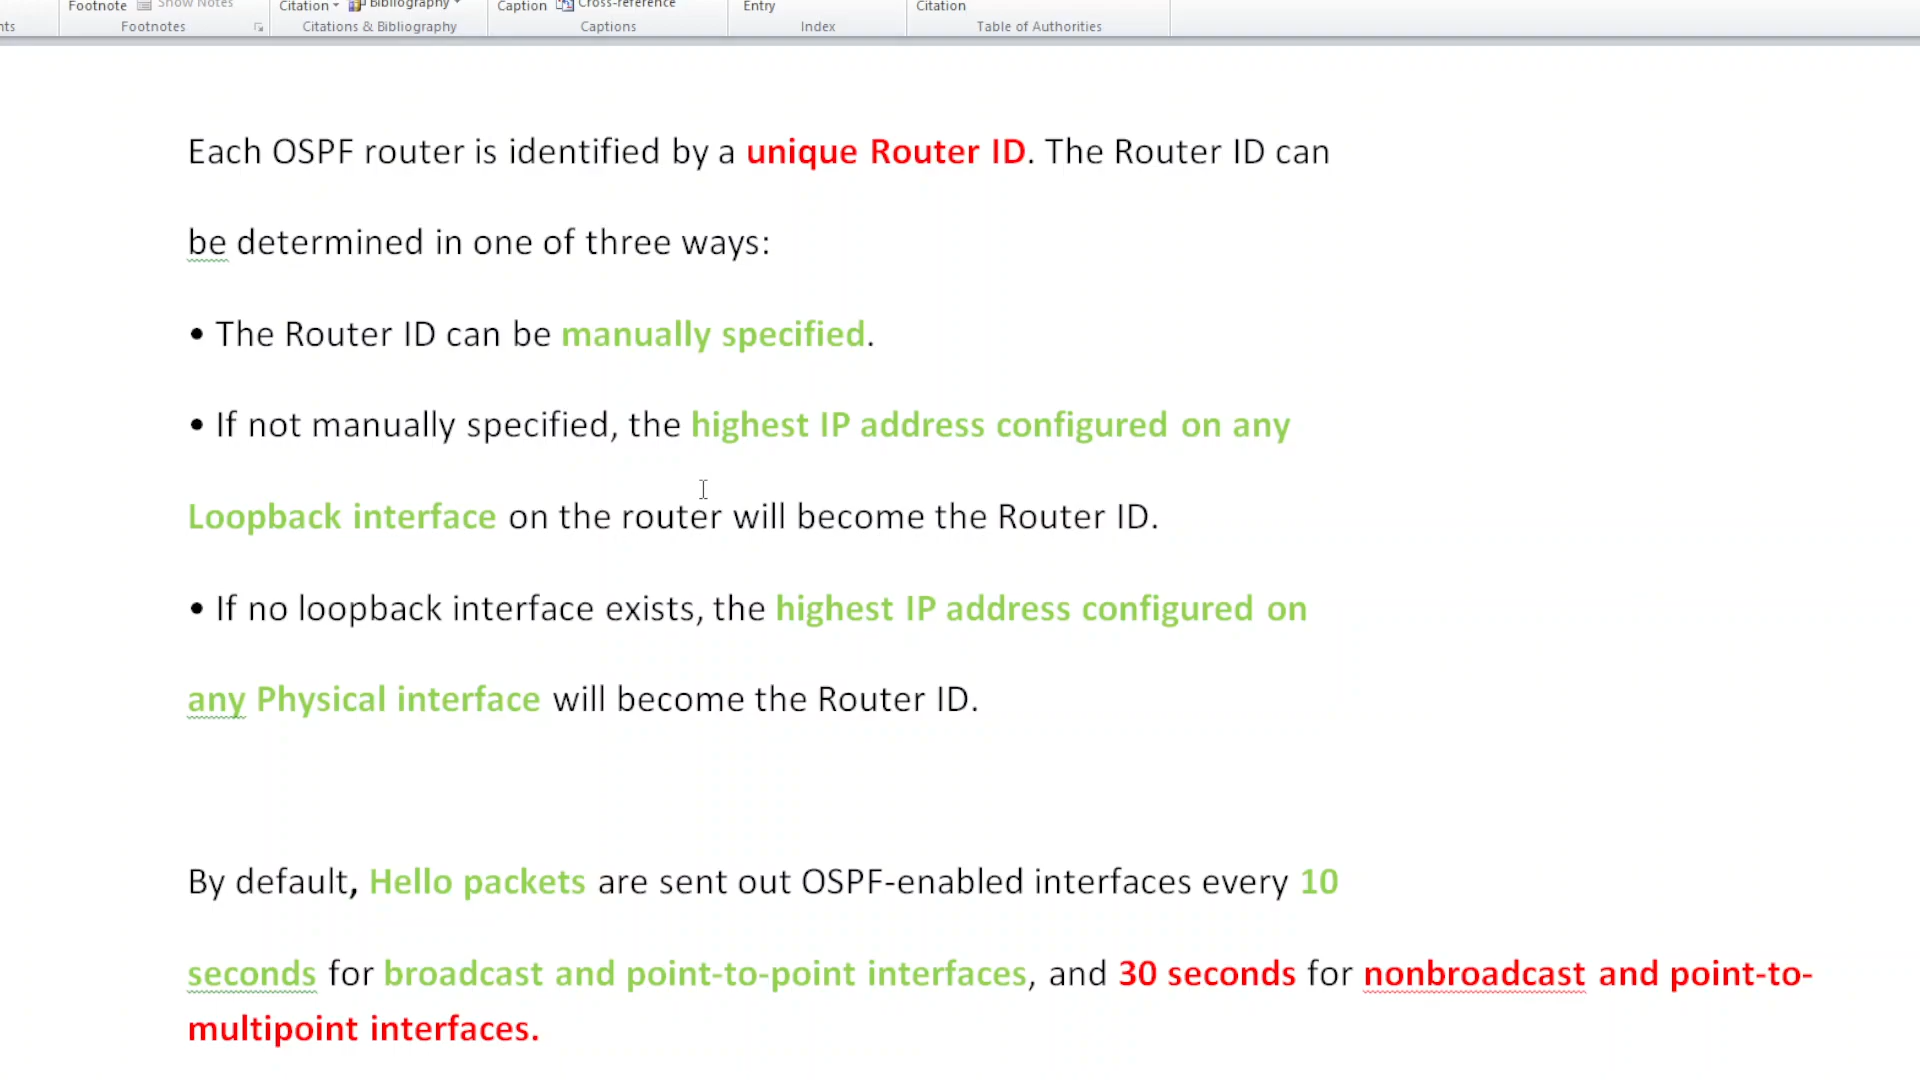 Footnote Show Notes Citation Bibliography Caption Cross-reference Entry Citation
nts Footnotes Citations & Bibliography Captions Index Table of Authorities
Each OSPF router is identified by a unique Router ID. The Router ID can
be determined in one of three ways:
• The Router ID can be manually specified.
• If not manually specified, the highest IP address configured on any
Loopback interface on the router will become the Router ID.
• If no loopback interface exists, the highest IP address configured on
any Physical interface will become the Router ID.
By default, Hello packets are sent out OSPF-enabled interfaces every 10
seconds for broadcast and point-to-point interfaces, and 30 seconds for nonbroadcast and point-to-
multipoint interfaces.